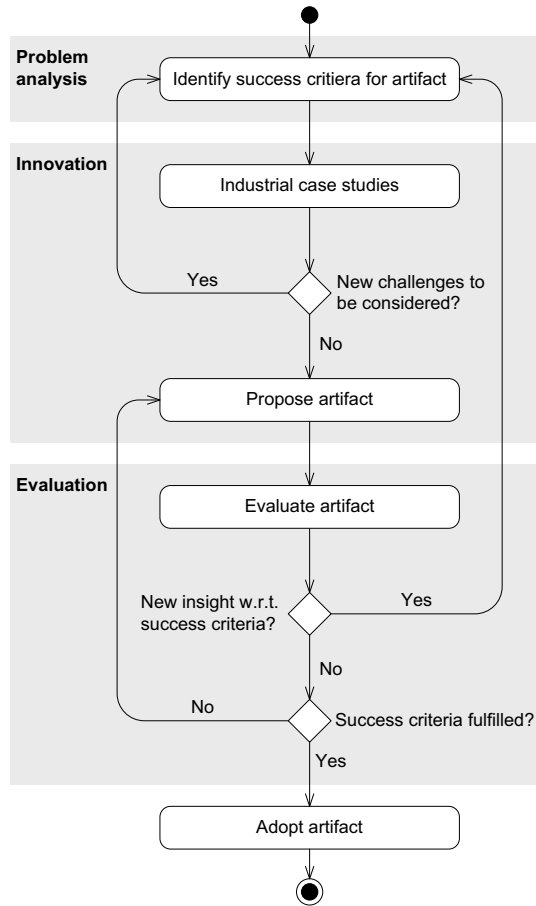 Problem
analysis
Identify success critiera for artifact
Innovation
Industrial case studies
Yes
New challenges to
be considered?
No
Propose artifact
Evaluation
Evaluate artifact
New insight w.r.t.
success criteria?
Yes
No
No
Success criteria fulfilled?
Yes
Adopt artifact